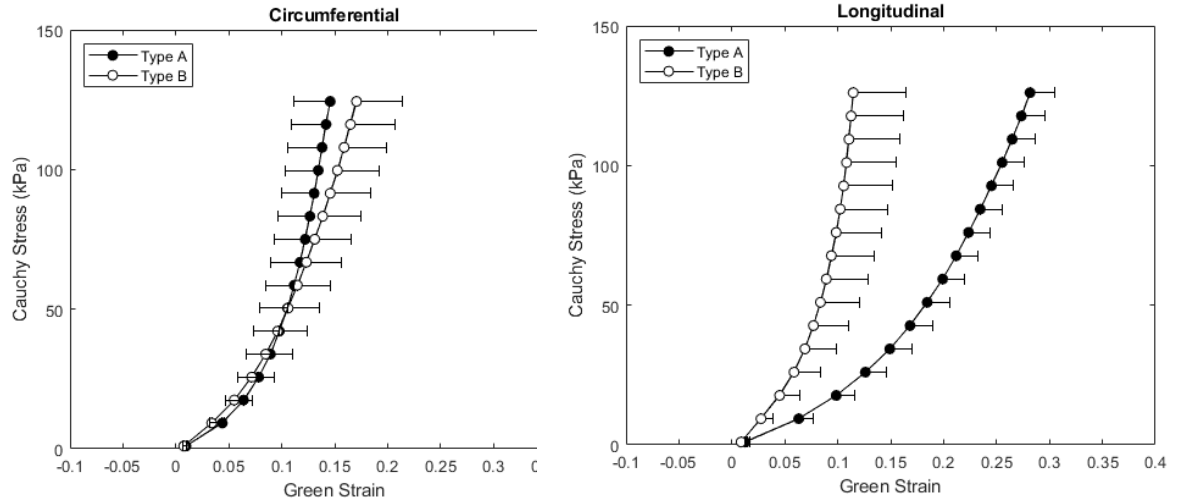 Circumferential
150
100
50
0
Type A
Type B
Cauchy Stress (kPa)
-0.1 -0.05 0 0.05 0.1 0.15 0.2 0.25 0.3
Green Strain
Longitudinal
150
100
50
0
Type A
Type B
Cauchy Stress (kPa)
-0.1 -0.05 0 0.05 0.1 0.15 0.2 0.25 0.3 0.35 0.4
Green Strain